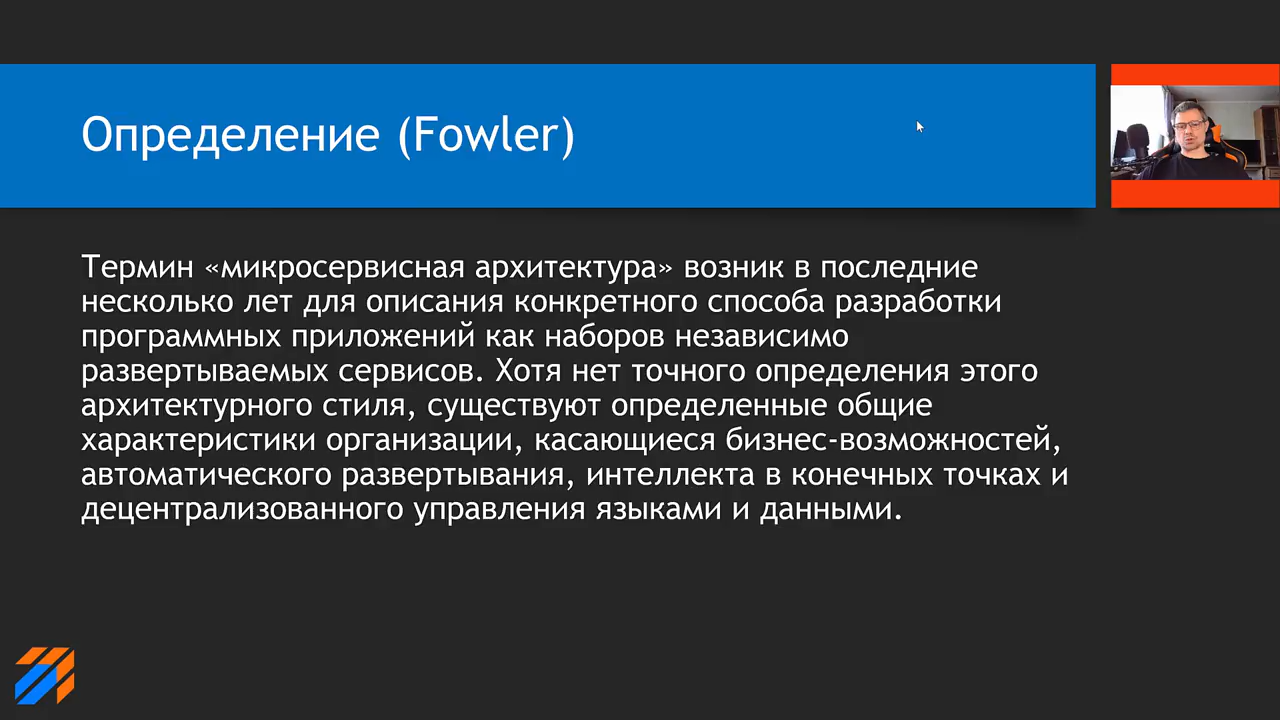 Определение (Fowler)
Термин «микросервисная архитектура» возник в последние
несколько лет для описания конкретного способа разработки
программных приложений как наборов независимо
развертываемых сервисов. Хотя нет точного определения этого
архитектурного стиля, существуют определенные общие
характеристики организации, касающиеся бизнес-возможностей,
автоматического развертывания, интеллекта в конечных точках и
децентрализованного управления языками и данными.